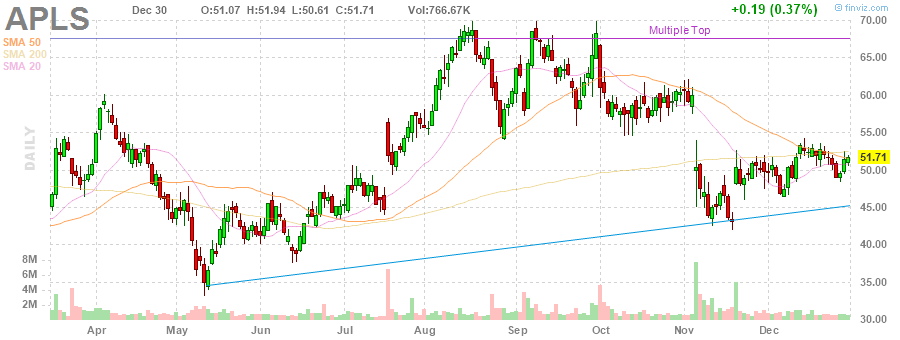 APLS Dec 30 O:51.07 H:51.94 L:50.61 C:51.71 Vol:766.67K +0.19 (0.37%) © finviz.com
70.00
Multiple Top
SMA 50
SMA 200
SMA 20
65.00
60.00
55.00
DAILY
51.71
50.00
45.00
40.00
8M
6M
35.00
4M
2M
30.00
Apr May Jun Jul Aug Sep Oct Nov Dec